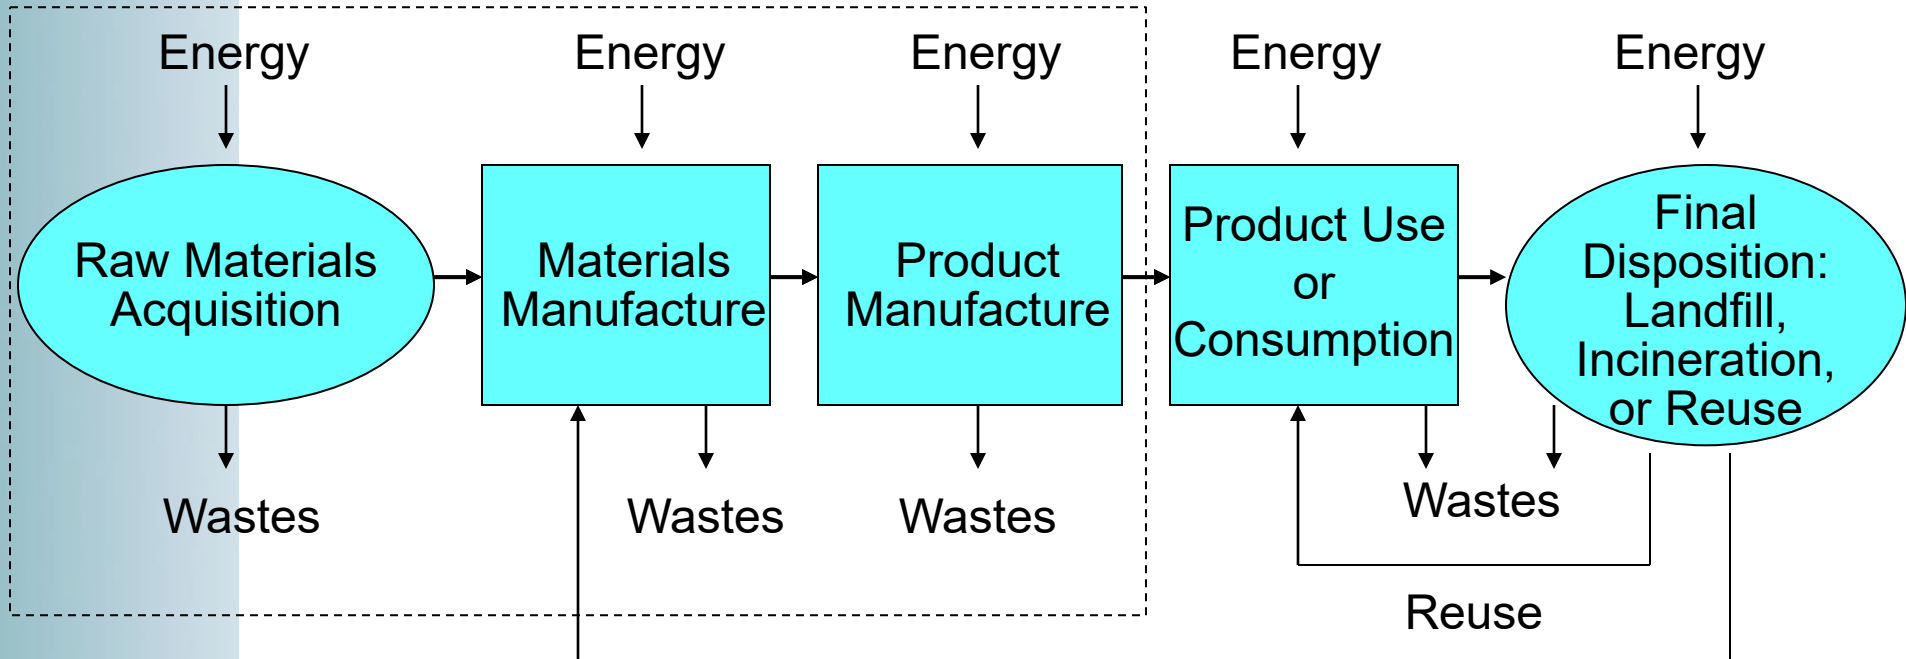 Energy
Energy
Energy
Energy
Energy
Raw Materials
Acquisition
Materials
Manufacture
Product
Manufacture
Product Use
or
Consumption
Final
Disposition:
Landfill,
Incineration,
or Reuse
Wastes
Wastes
Wastes
Wastes
Reuse